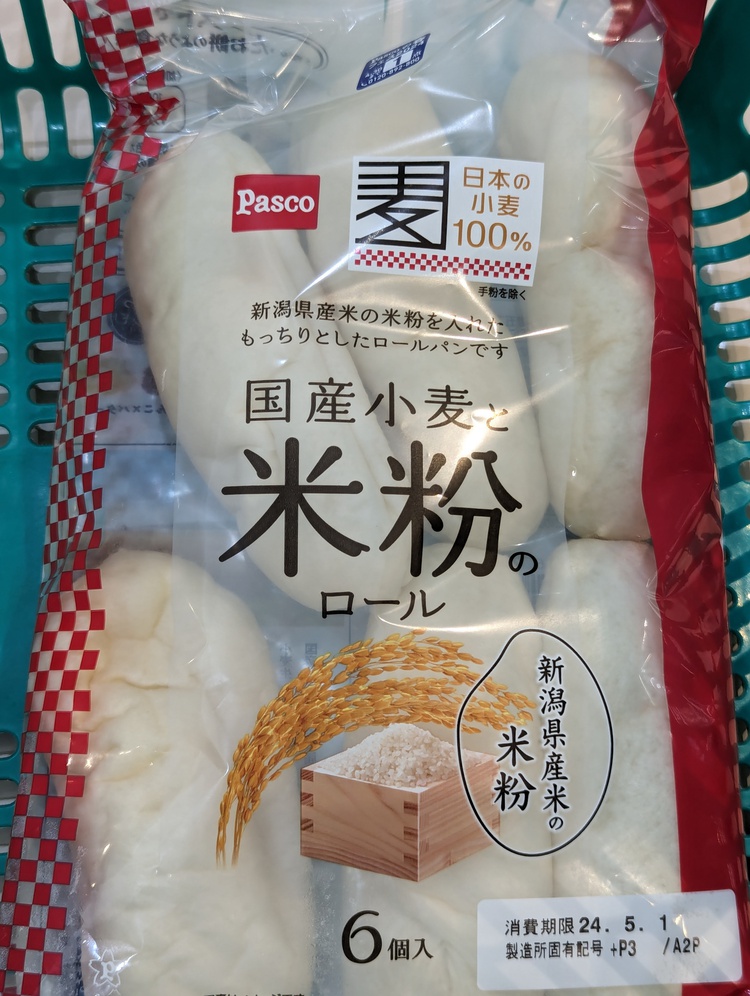 Pasco
麦
日本の
小麦
100%
手粉を除く
新潟県産米の米粉を入れた
もっちりとしたロールパンです
国産小麦と
米粉の
ロール
新潟県産米の
米粉
6個入
消費期限 24. 5. 1
製造所固有記号 +P3 /A2P